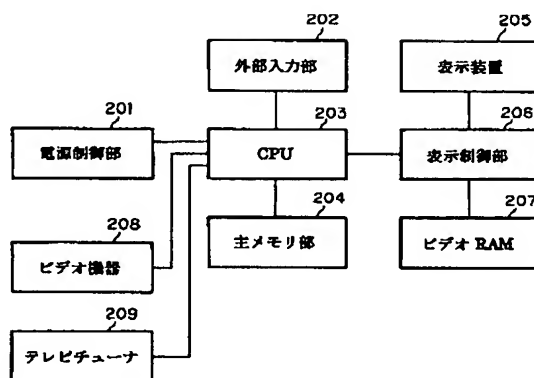 202
外部入力部
205
表示装置
201
電源制御部
203
CPU
206
表示制御部
208
ビデオ機器
204
主メモリ部
207
ビデオ RAM
209
テレビチューナ